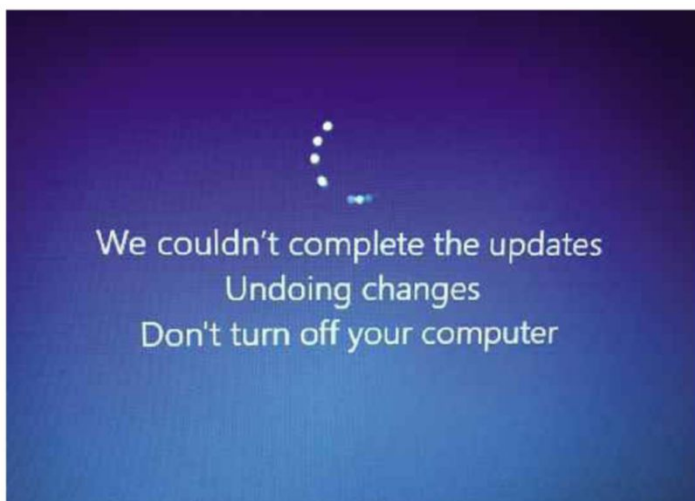 We couldn't complete the updates
Undoing changes
Don't turn off your computer